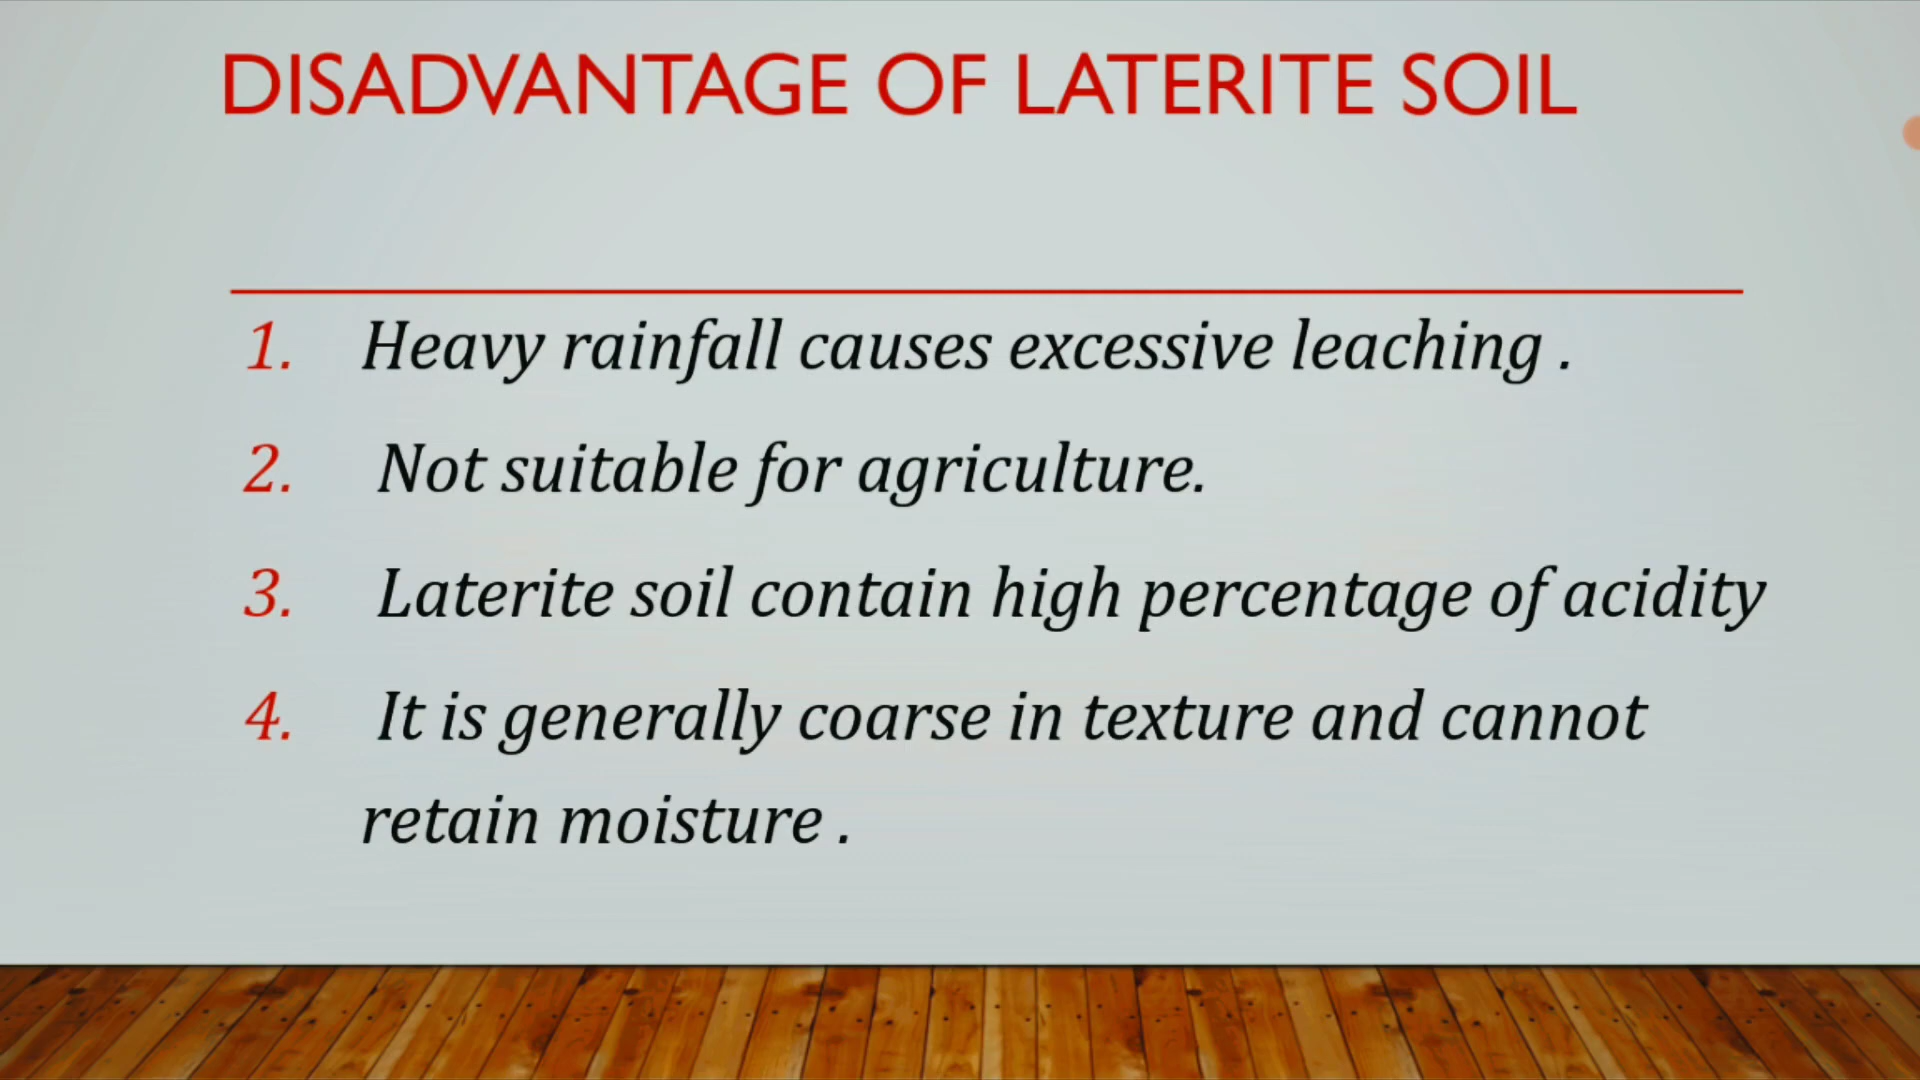 DISADVANTAGE OF LATERITE SOIL
1. Heavy rainfall causes excessive leaching .
2. Not suitable for agriculture.
3. Laterite soil contain high percentage of acidity
4. It is generally coarse in texture and cannot
retain moisture .